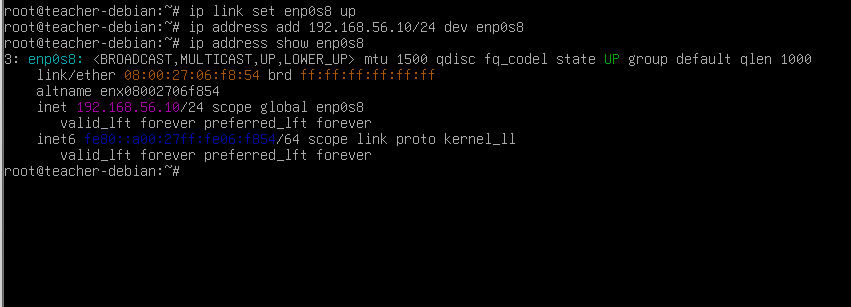 root@teacher-debian:~# ip link set enp0s8 up
root@teacher-debian:~# ip address add 192.168.56.10/24 dev enp0s8
root@teacher-debian:~# ip address show enp0s8
3: enp0s8: <BROADCAST,MULTICAST,UP,LOWER_UP> mtu 1500 qdisc fq_codel state UP group default qlen 1000
    link/ether 08:00:27:06:f8:54 brd ff:ff:ff:ff:ff:ff
    altname enx08002706f854
    inet 192.168.56.10/24 scope global enp0s8
       valid_lft forever preferred_lft forever
    inet6 fe80::a00:27ff:fe06:f854/64 scope link proto kernel_ll
       valid_lft forever preferred_lft forever
root@teacher-debian:~#